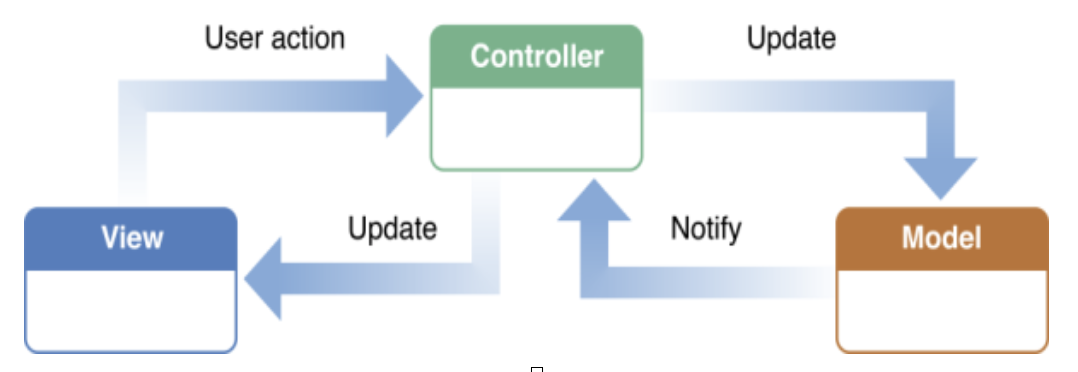 User action
Controller
Update
View
Update
Notify
Model